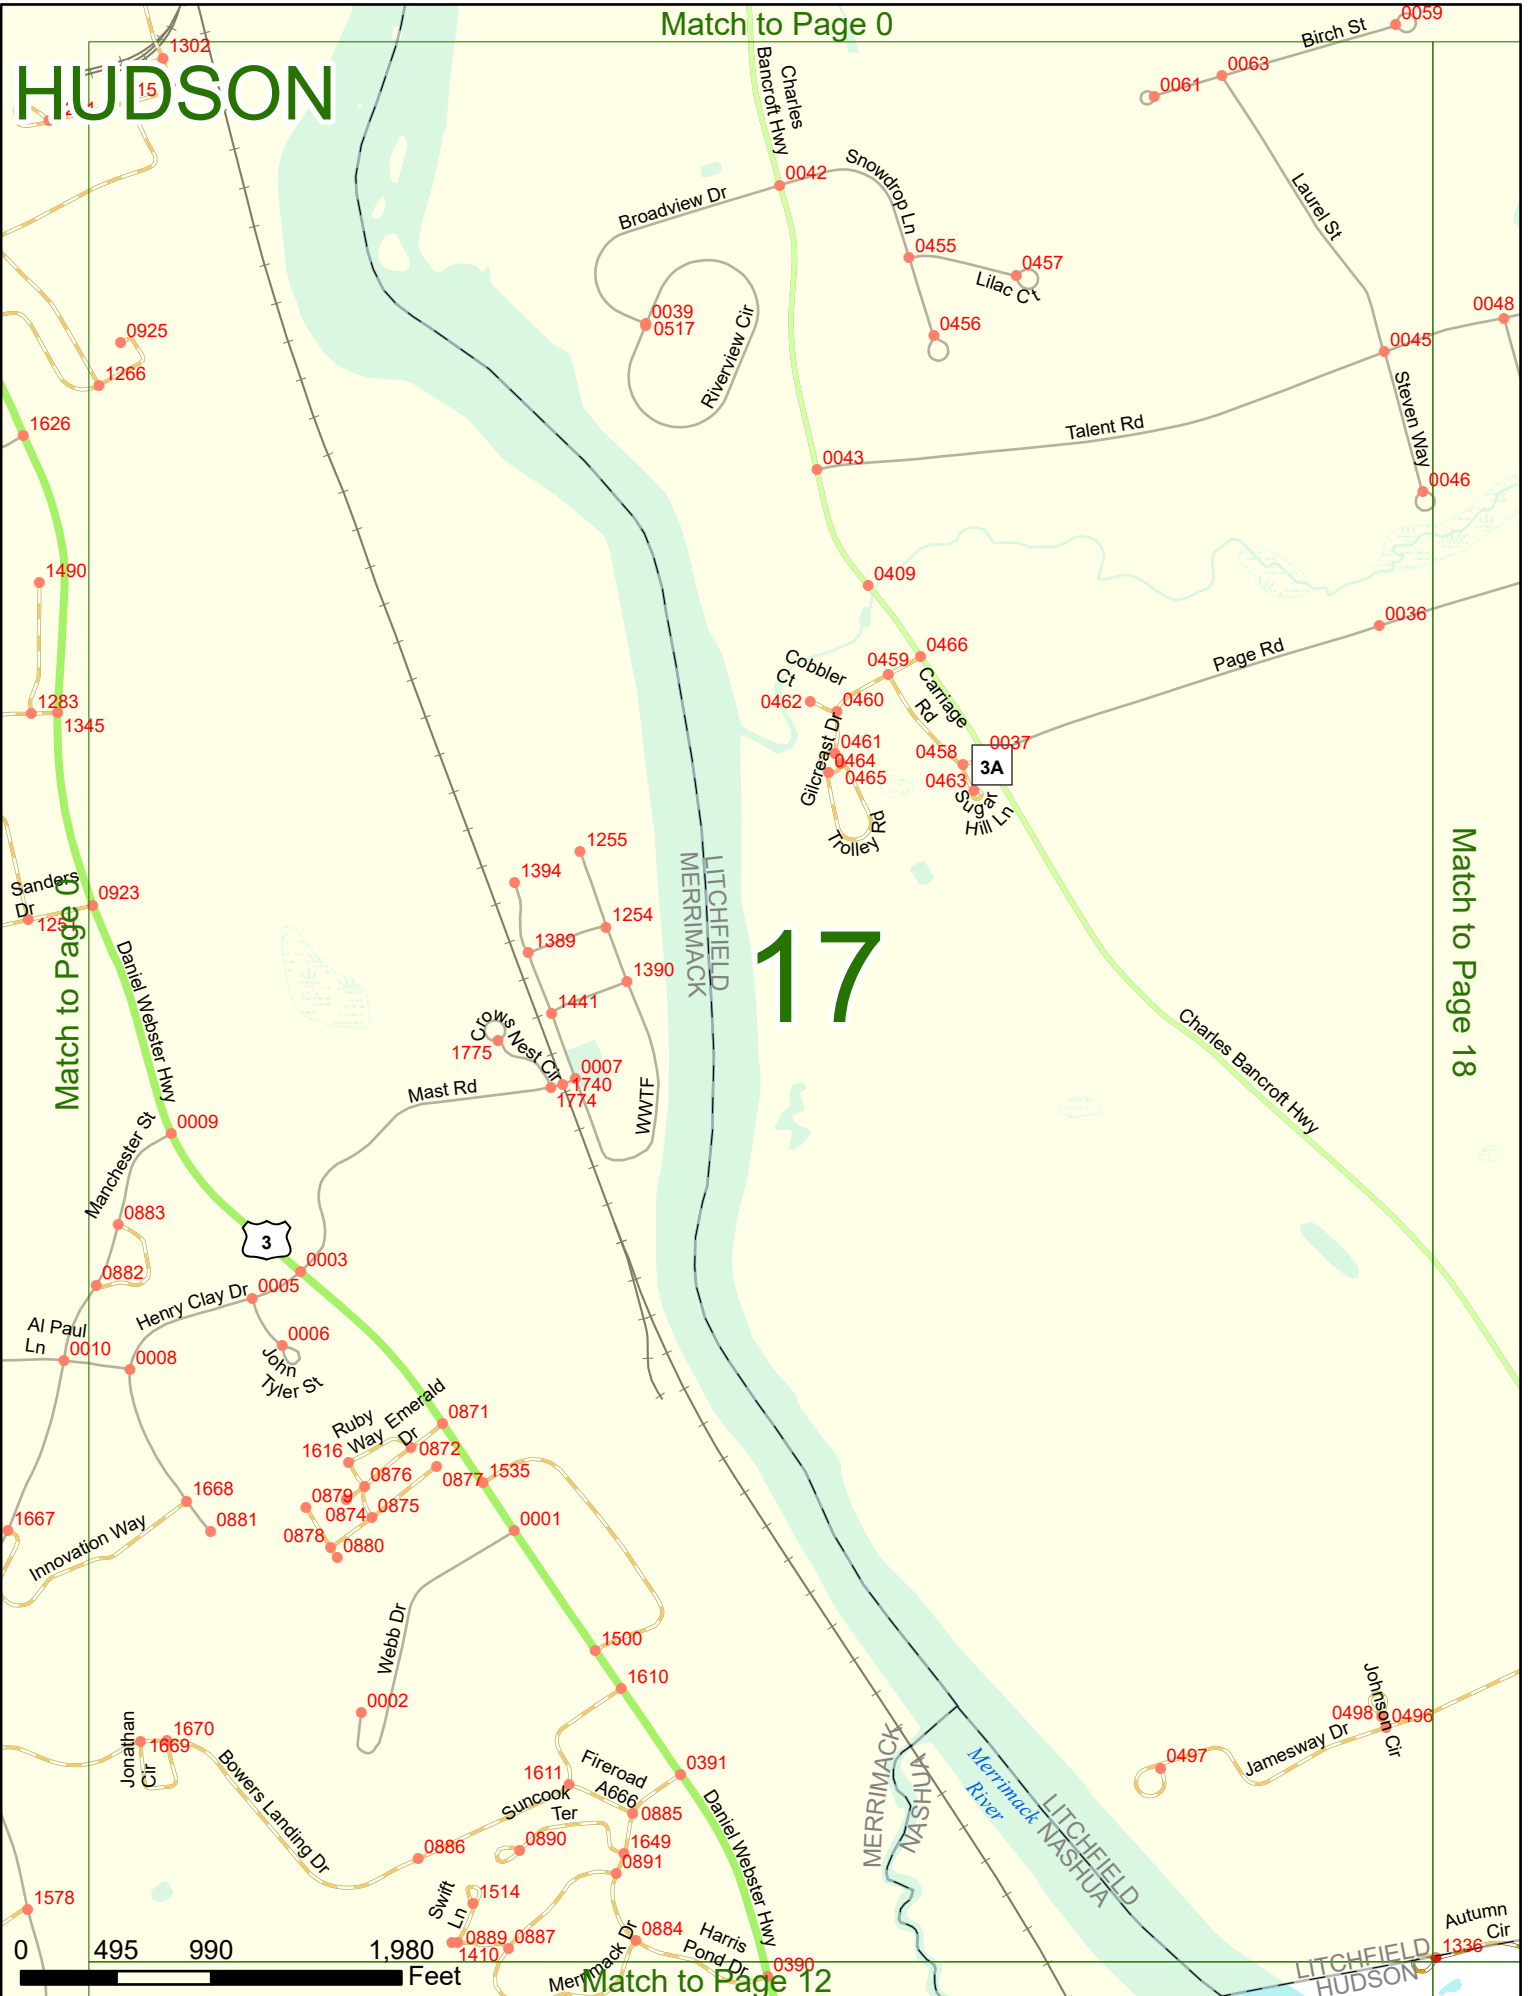 Match to Page 0
HUDSON
1302
15
Birch St
0059
0063
0061
Charles
Bancroft Hwy
0042
Snowdrop Ln
Broadview Dr
Laurel St
0455
0457
Lilac Ct
0456
0039
0517
Riverview Cir
0048
0045
Steven Way
0046
Talent Rd
0043
0925
1266
1626
1490
1283
1345
0409
0036
Page Rd
0466
0459
Cobbler
Ct
0460
0462
Carriage
Rd
0461
0464
0465
Gilcreast Dr
Trolley Rd
0037
0458
0463
3A
Sugar
Hill Ln
Sanders
Dr
1251
0923
Match to Page 0
Daniel Webster Hwy
1255
1394
1254
1389
1390
1441
LITCHFIELD
MERRIMACK
17
Match to Page 18
Charles Bancroft Hwy
Crows Nest Cir
1775
0007
1740
1774
Mast Rd
WWTF
0009
Manchester St
0883
3
0003
0882
0005
Henry Clay Dr
0006
Al Paul
Ln
0010
0008
John
Tyler St
Ruby
Way
Emerald
Dr
0871
1616
0872
0876
0877
1535
0879
0874
0875
0878
0880
0001
1668
0881
1667
Innovation Way
Webb Dr
1500
1610
0002
Jonathan
Cir
1670
1669
Bowers Landing Dr
Fireroad
A666
0391
1611
Suncook
Ter
0885
0886
0890
1649
0891
Daniel Webster Hwy
Swift
Ln
1514
0889
0887
1410
0884
Merrimack Dr
Harris
Pond Dr
0390
1578
MERRIMACK
NASHUA
Merrimack
River
LITCHFIELD
NASHUA
Johnson Cir
0498
0496
0497
Jamesway Dr
Autumn
Cir
1336
LITCHFIELD
HUDSON
0
495
990
1,980
Feet
Match to Page 12